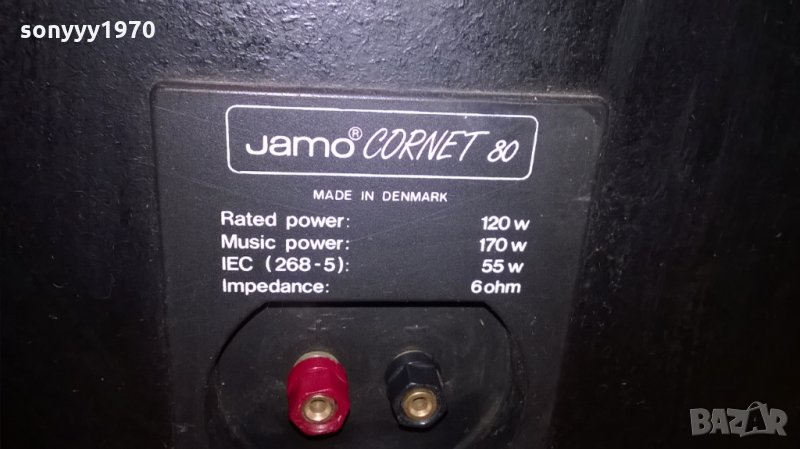 sonyyy1970
Jamo® CORNET 80
MADE IN DENMARK
Rated power: 120 w
Music power: 170 w
IEC (268-5): 55 w
Impedance: 6 ohm
+ -
BAZAR